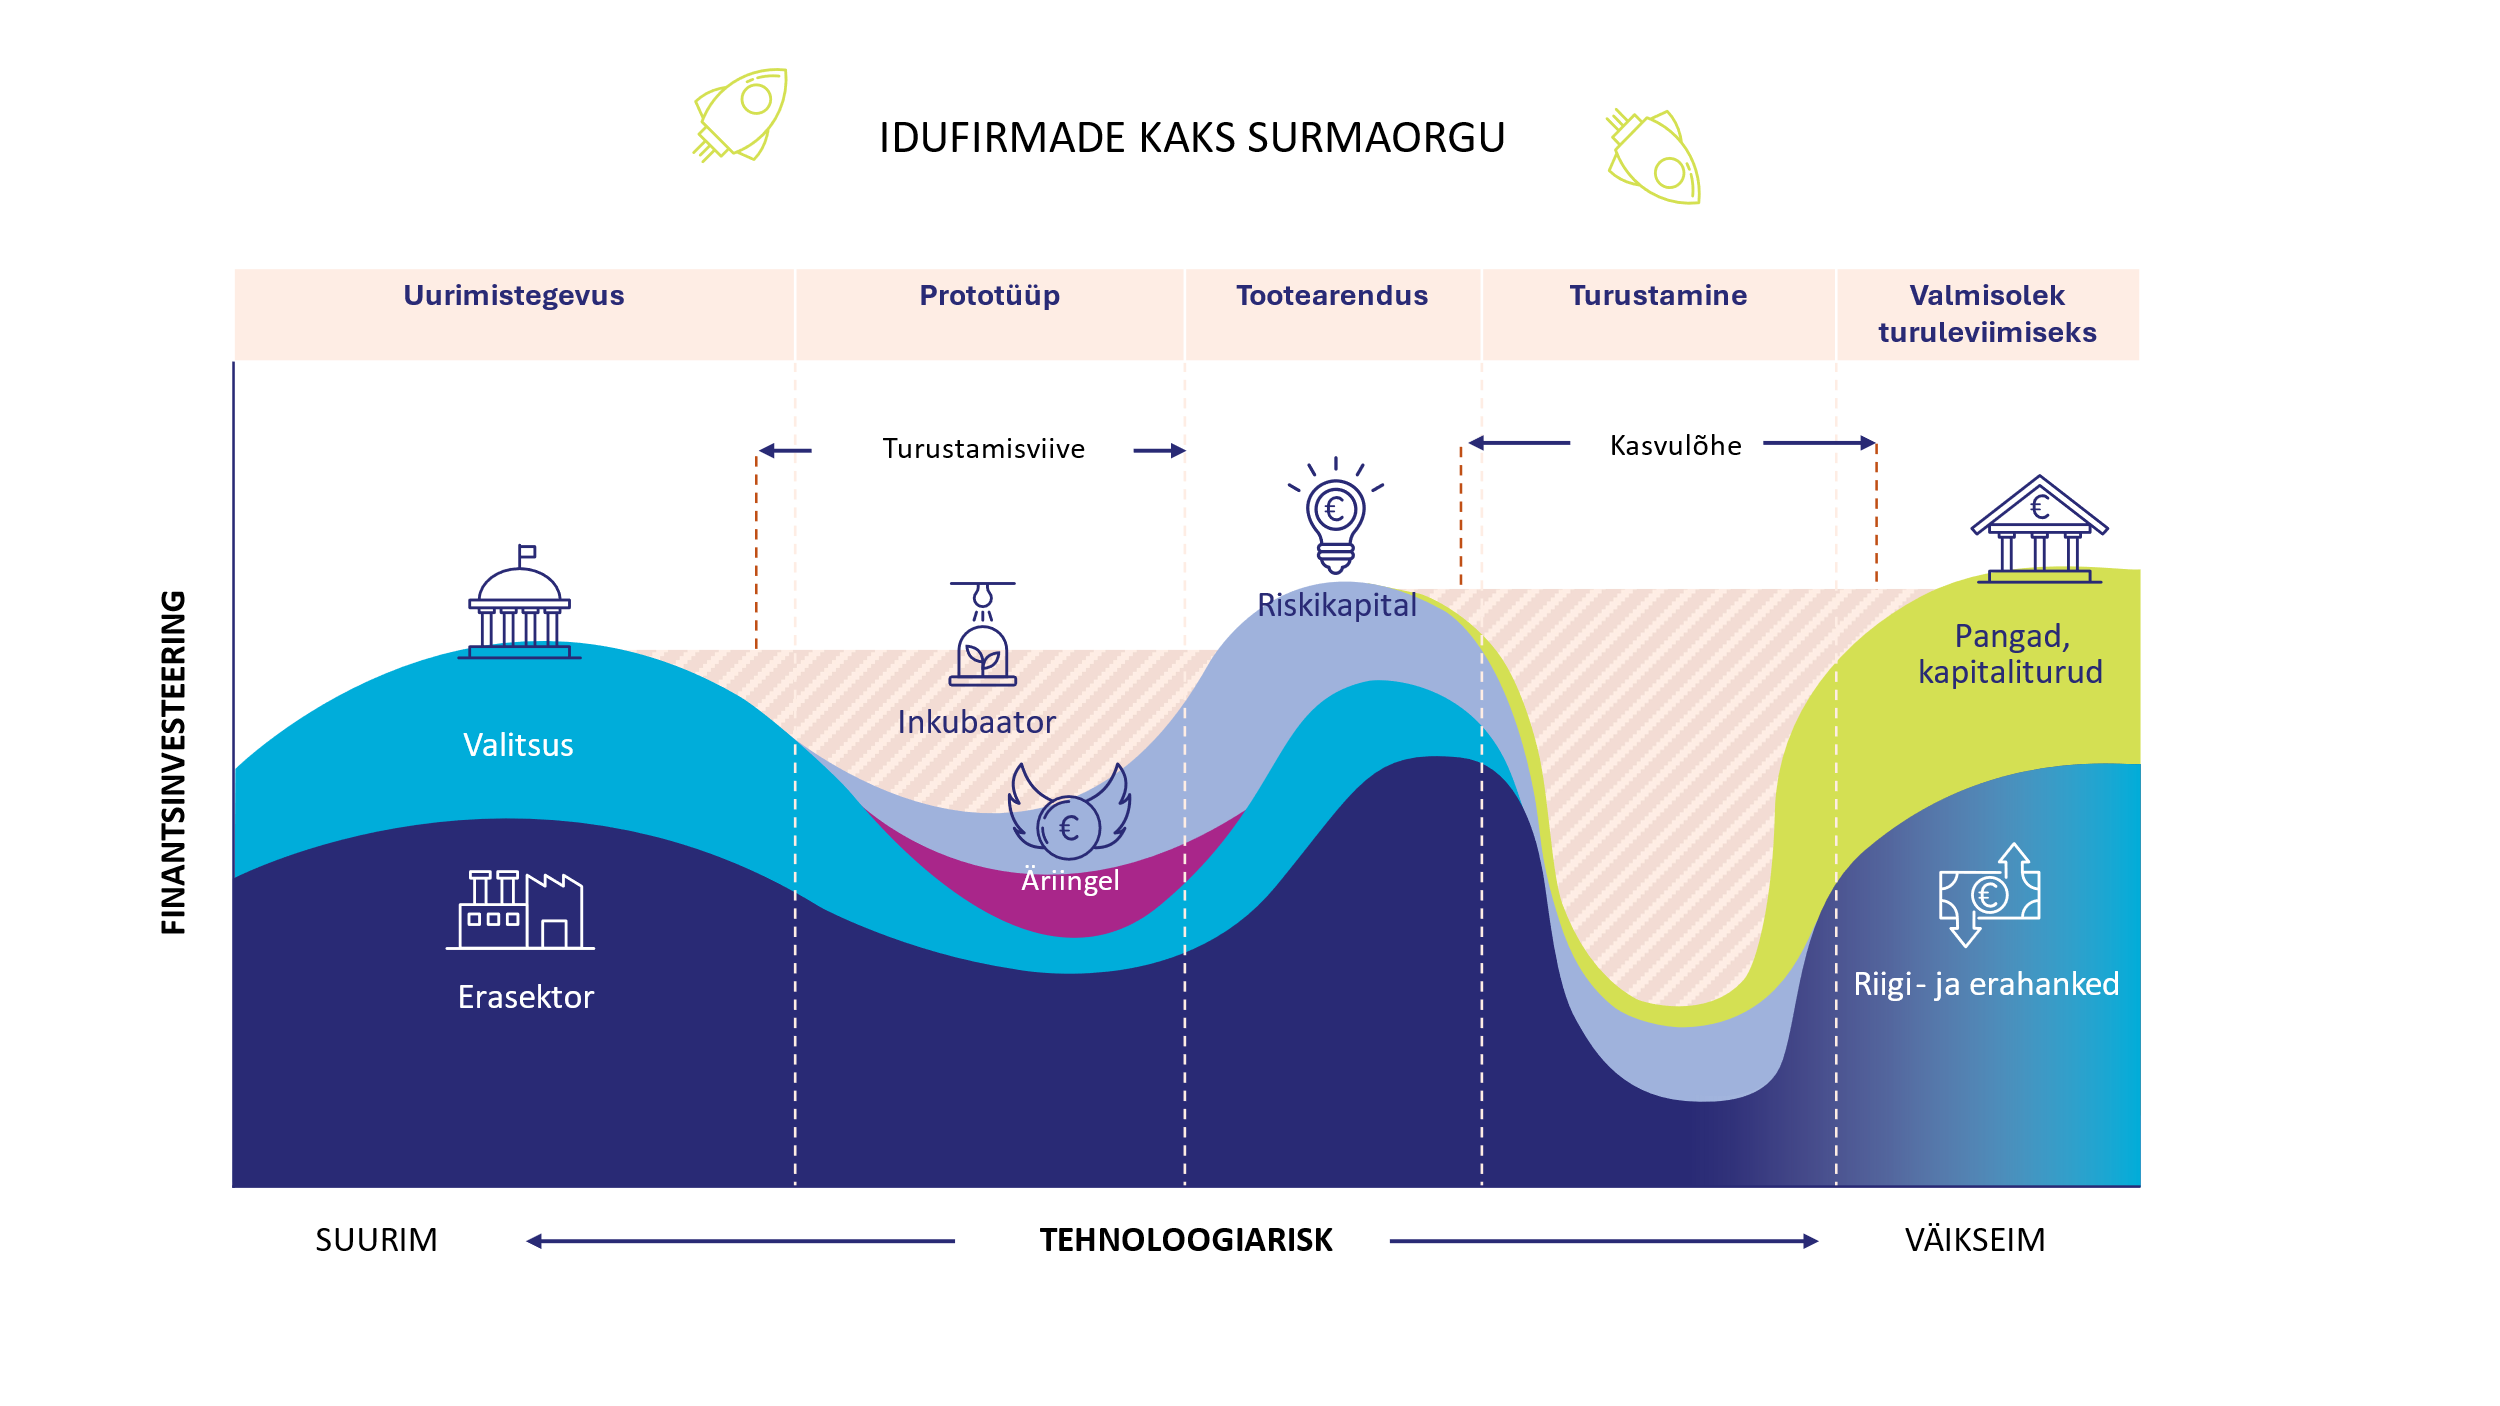 IDUFIRMADE KAKS SURMAORGU
Uurimistegevus
Prototüüp
Tootearendus
Turustamine
Valmisolek
turuleviimiseks
Turustamisviive
Kasvulõhe
€
€
Riskikapital
Pangad,
kapitaliturud
Inkubaator
Valitsus
€
Äriingel
€
Erasektor
Riigi- ja erahanked
FINANTSINVESTEERING
SUURIM
TEHNOLOOGIARISK
VÄIKSEIM